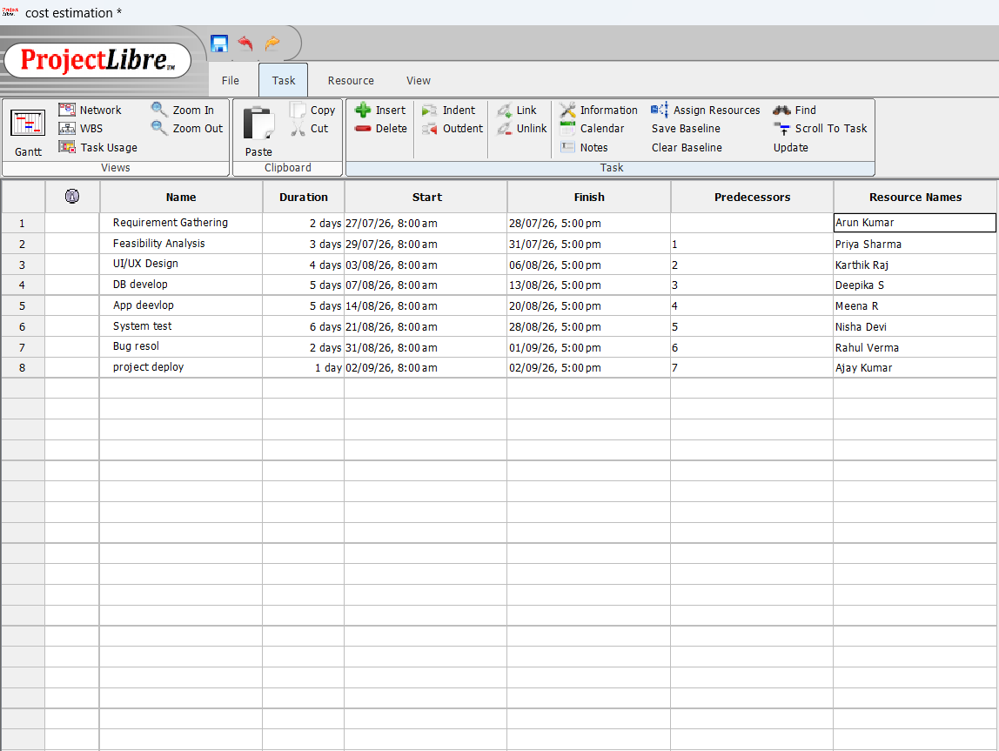 Project Libre. cost estimation *
ProjectLibre TM
File Task Resource View
Network Zoom In Copy Insert Indent Link Information Assign Resources Find
WBS Zoom Out Cut Delete Outdent Unlink Calendar Save Baseline Scroll To Task
Gantt Task Usage Paste Notes Clear Baseline Update
Views Clipboard Task
Name Duration Start Finish Predecessors Resource Names
1 Requirement Gathering 2 days 27/07/26, 8:00 am 28/07/26, 5:00 pm Arun Kumar
2 Feasibility Analysis 3 days 29/07/26, 8:00 am 31/07/26, 5:00 pm 1 Priya Sharma
3 UI/UX Design 4 days 03/08/26, 8:00 am 06/08/26, 5:00 pm 2 Karthik Raj
4 DB develop 5 days 07/08/26, 8:00 am 13/08/26, 5:00 pm 3 Deepika S
5 App deevlop 5 days 14/08/26, 8:00 am 20/08/26, 5:00 pm 4 Meena R
6 System test 6 days 21/08/26, 8:00 am 28/08/26, 5:00 pm 5 Nisha Devi
7 Bug resol 2 days 31/08/26, 8:00 am 01/09/26, 5:00 pm 6 Rahul Verma
8 project deploy 1 day 02/09/26, 8:00 am 02/09/26, 5:00 pm 7 Ajay Kumar